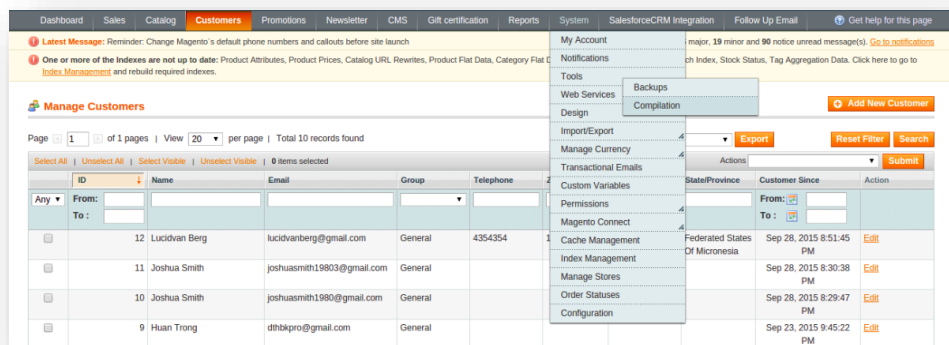 Dashboard Sales Catalog Customers Promotions Newsletter CMS Gift certification Reports System SalesforceCRM Integration Follow Up Email Get help for this page
Latest Message: Reminder: Change Magento`s default phone numbers and callouts before site launch
major, 19 minor and 90 notice unread message(s). Go to notifications
One or more of the Indexes are not up to date: Product Attributes, Product Prices, Catalog URL Rewrites, Product Flat Data, Category Flat
Index, Stock Status, Tag Aggregation Data. Click here to go to
Index Management and rebuild required indexes.
My Account
Notifications
Tools
Web Services
Design
Import/Export
Manage Currency
Transactional Emails
Custom Variables
Permissions
Magento Connect
Cache Management
Index Management
Manage Stores
Order Statuses
Configuration
Backups
Compilation
Manage Customers
Add New Customer
Page 1 of 1 pages | View 20 per page | Total 10 records found
Export Reset Filter Search
Select All | Unselect All | Select Visible | Unselect Visible | 0 items selected
Actions Submit
ID Name Email Group Telephone Z State/Province Customer Since Action
Any From: From:
To : To :
12 Lucidvan Berg lucidvanberg@gmail.com General 4354354 1 Federated States Sep 28, 2015 8:51:45 Edit
Of Micronesia PM
11 Joshua Smith joshuasmith19803@gmail.com General Sep 28, 2015 8:30:38 Edit
PM
10 Joshua Smith joshuasmith1980@gmail.com General Sep 28, 2015 8:29:47 Edit
PM
9 Huan Trong dthbkpro@gmail.com General Sep 23, 2015 9:45:22 Edit
PM